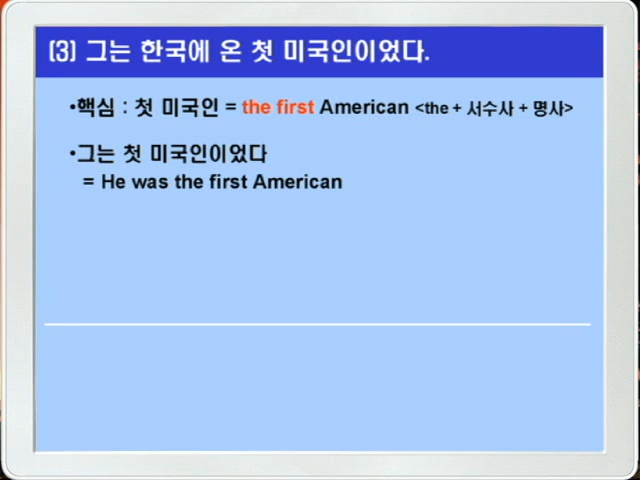 (3) 그는 한국에 온 첫 미국인이었다.
•핵심 : 첫 미국인 = the first American <the + 서수사 + 명사>
•그는 첫 미국인이었다
= He was the first American